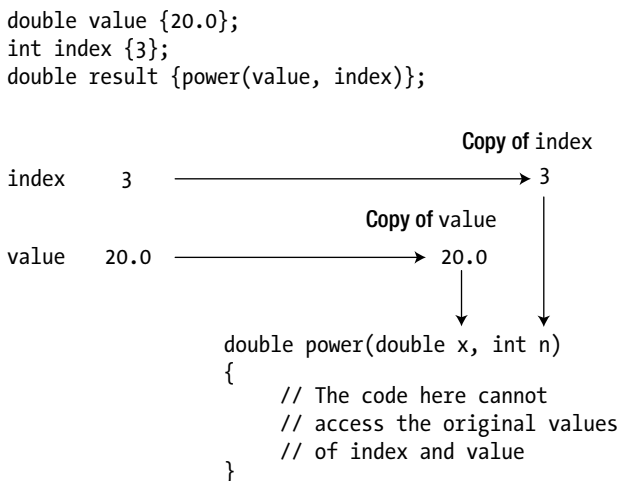 double value {20.0};
int index {3};
double result {power(value, index)};
Copy of index
index 3 3
Copy of value
value 20.0 20.0
double power(double x, int n)
{
// The code here cannot
// access the original values
// of index and value
}